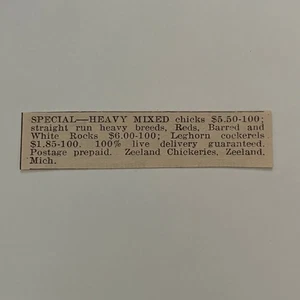 SPECIAL—HEAVY MIXED chicks $5.50-100;
straight run heavy breeds, Reds, Barred and
White Rocks $6.00-100; Leghorn cockerels
$1.85-100. 100% live delivery guaranteed.
Postage prepaid. Zeeland Chickeries, Zeeland,
Mich.